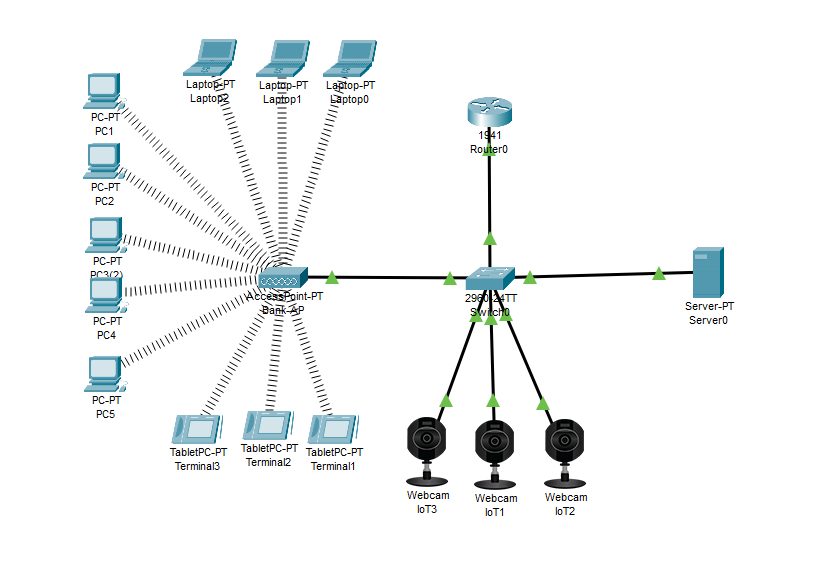 Laptop-PT
Laptop2
Laptop-PT
Laptop1
Laptop-PT
Laptop0
PC-PT
PC1
1941
Router0
PC-PT
PC2
PC-PT
PC3(2)
AccessPoint-PT
Bank-AP
2960-24TT
Switch0
Server-PT
Server0
PC-PT
PC4
PC-PT
PC5
TabletPC-PT
Terminal3
TabletPC-PT
Terminal2
TabletPC-PT
Terminal1
Webcam
IoT3
Webcam
IoT1
Webcam
IoT2